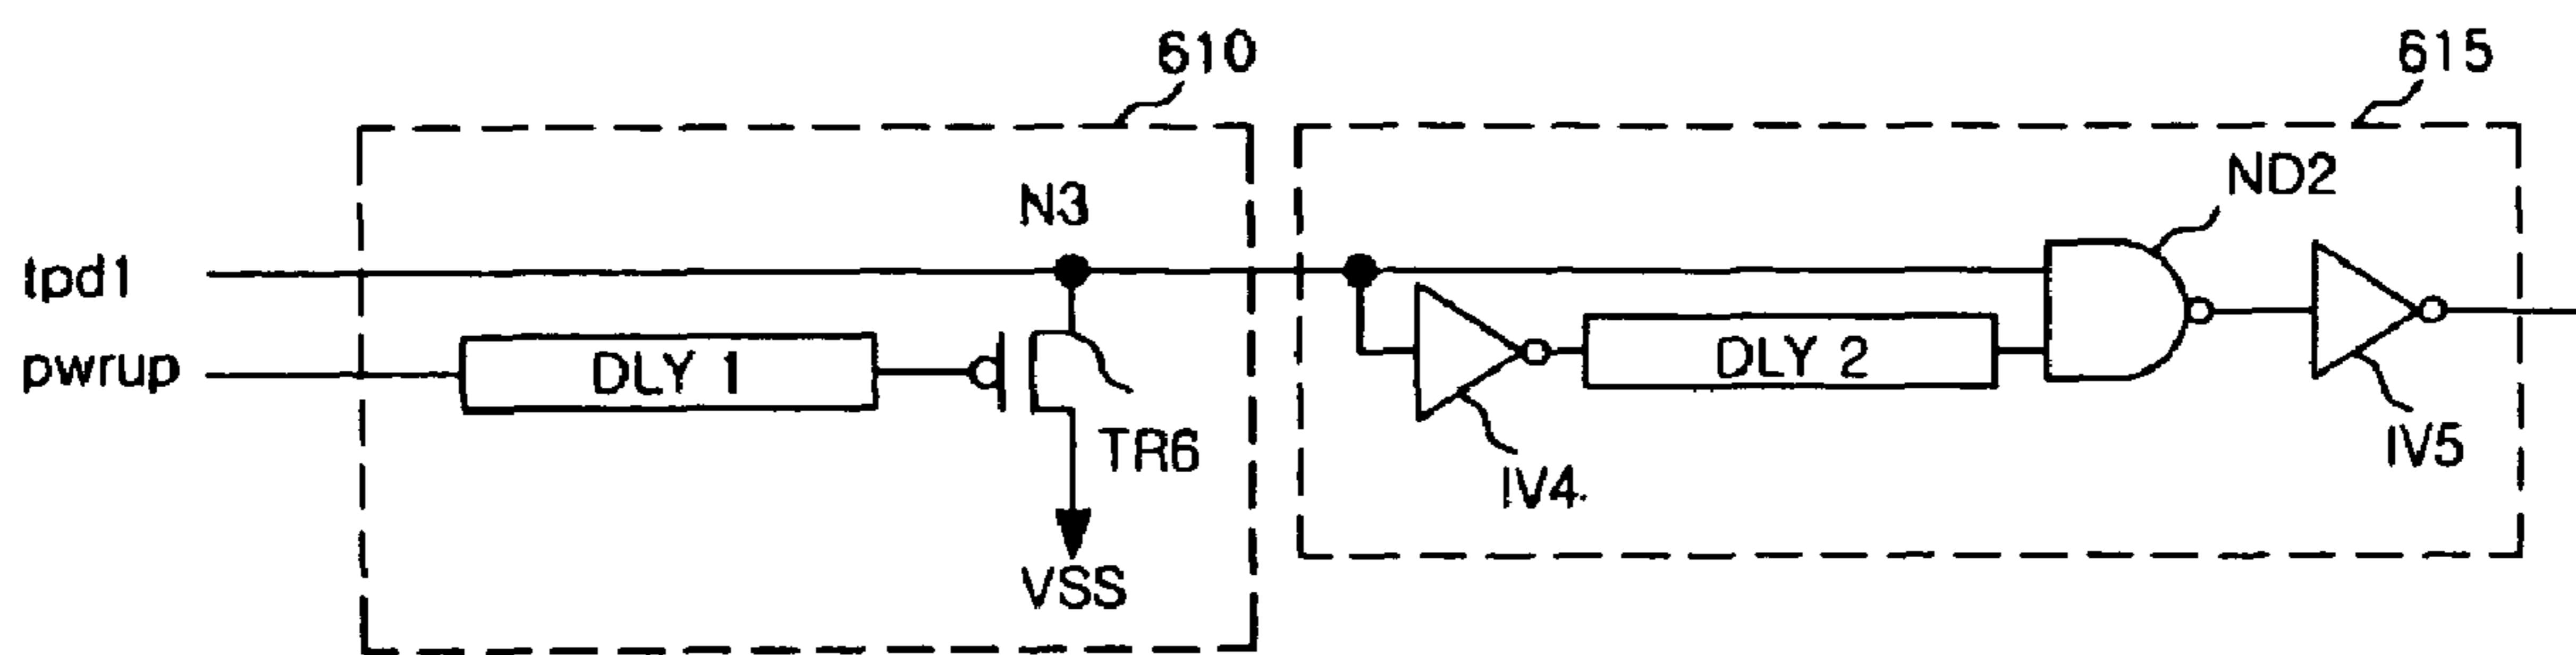 610
615
ND2
N3
tpd1
pwrup
DLY 1
DLY 2
TR6
IV4.
IV5
VSS